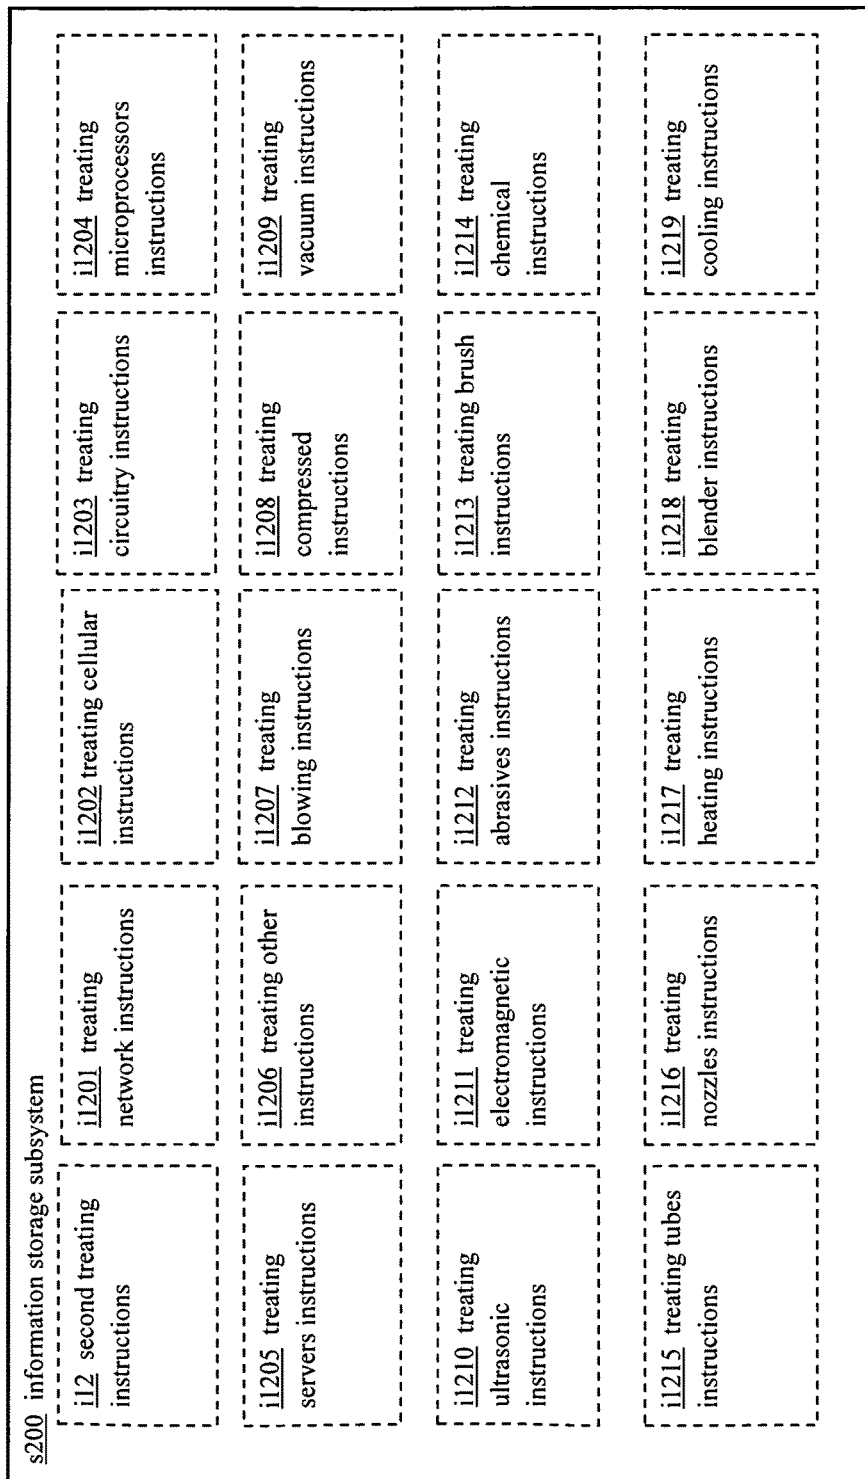 s200 information storage subsystem
i12 second treating
instructions
i1201 treating
network instructions
i1202 treating cellular
instructions
i1203 treating
circuitry instructions
i1204 treating
microprocessors
instructions
i1205 treating
servers instructions
i1206 treating other
instructions
i1207 treating
blowing instructions
i1208 treating
compressed
instructions
i1209 treating
vacuum instructions
i1210 treating
ultrasonic
instructions
i1211 treating
electromagnetic
instructions
i1212 treating
abrasives instructions
i1213 treating brush
instructions
i1214 treating
chemical
instructions
i1215 treating tubes
instructions
i1216 treating
nozzles instructions
i1217 treating
heating instructions
i1218 treating
blender instructions
i1219 treating
cooling instructions